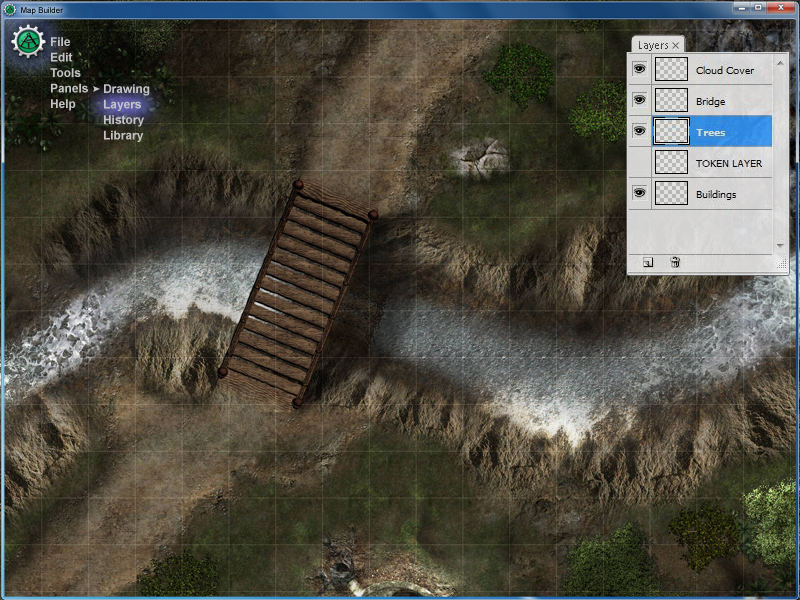 Map Builder
File
Edit
Tools
Panels
Help
Drawing
Layers
History
Library
Layers
Cloud Cover
Bridge
Trees
TOKEN LAYER
Buildings